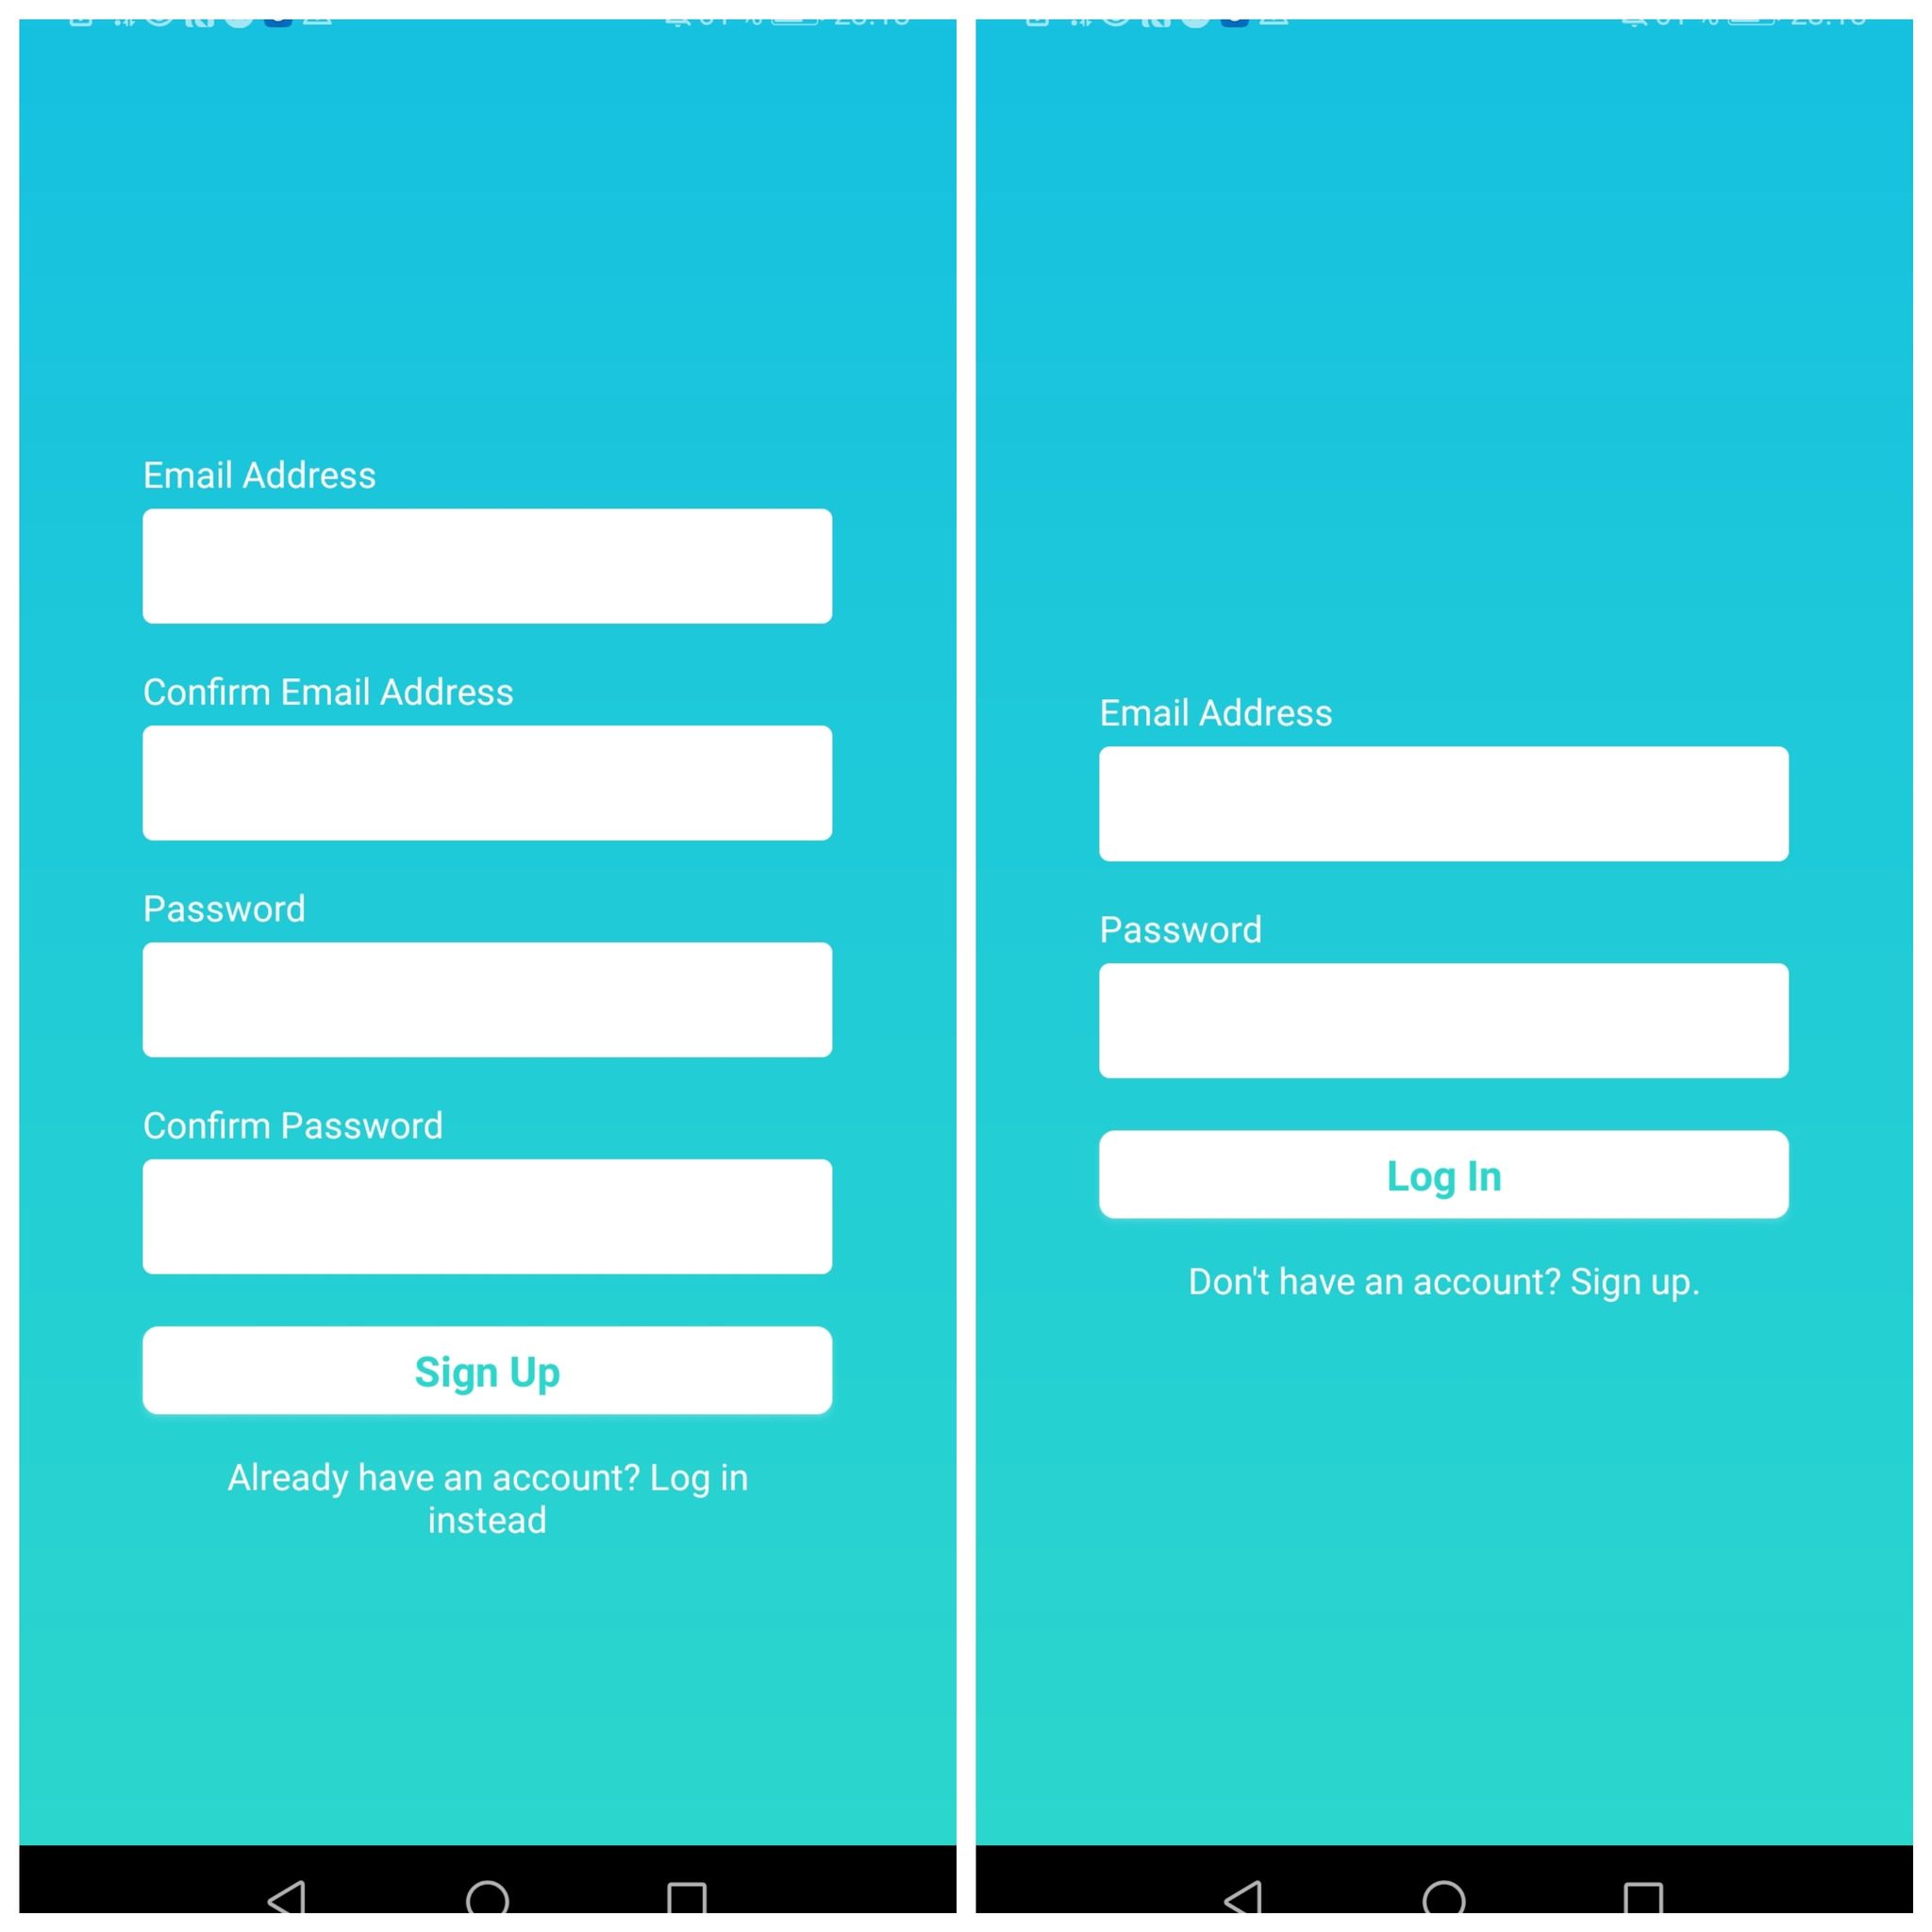 Email Address
Confirm Email Address
Password
Confirm Password
Sign Up
Already have an account? Log in
instead
Email Address
Password
Log In
Don't have an account? Sign up.